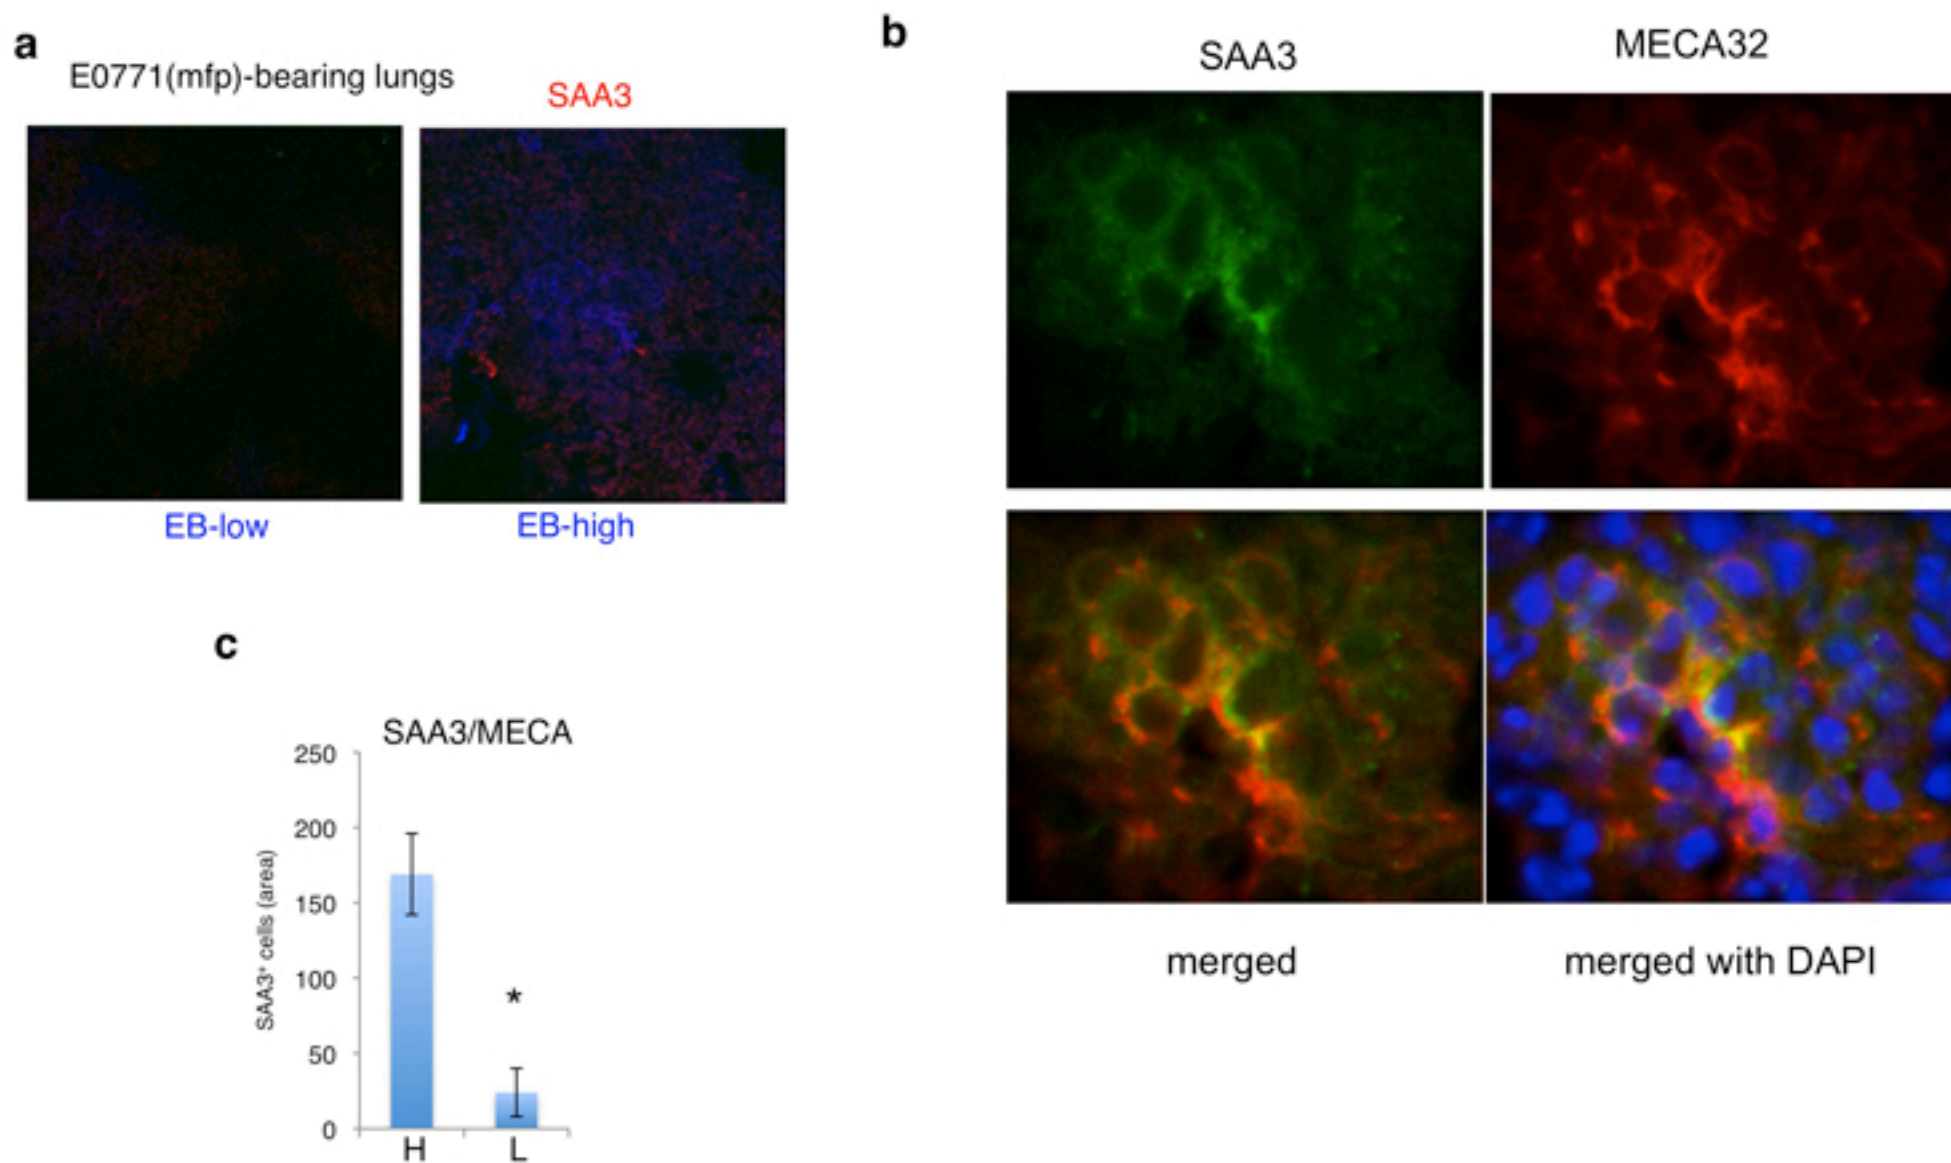 a
E0771(mfp)-bearing lungs
SAA3
EB-low
EB-high
b
SAA3
MECA32
merged
merged with DAPI
c
SAA3/MECA
SAA3⁺ cells (area)
250
200
150
100
50
0
*
H
L